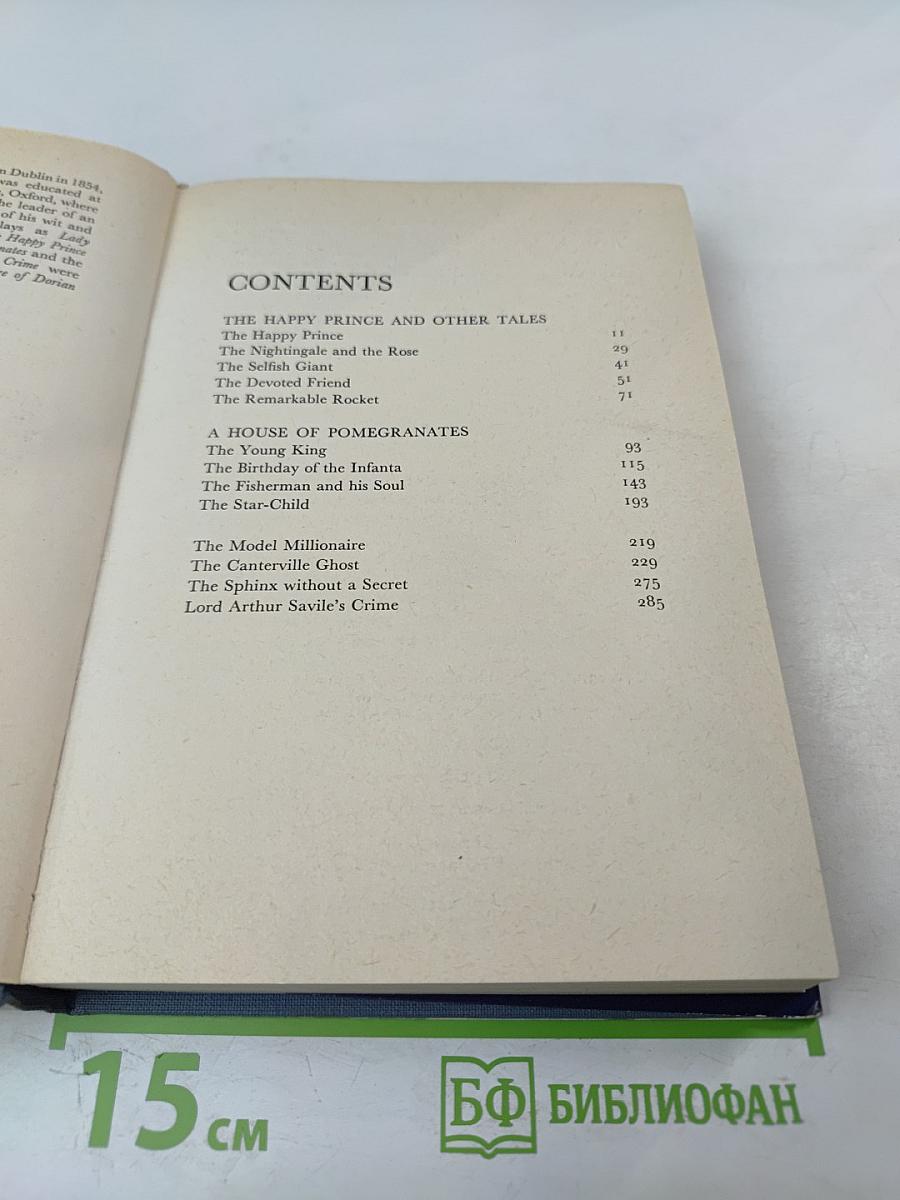 n Dublin in 1854,
was educated at
, Oxford, where
he leader of an
of his wit and
lays as Lady
Happy Prince
nates and the
Crime were
e of Dorian
CONTENTS
THE HAPPY PRINCE AND OTHER TALES
The Happy Prince 11
The Nightingale and the Rose 29
The Selfish Giant 41
The Devoted Friend 51
The Remarkable Rocket 71
A HOUSE OF POMEGRANATES
The Young King 93
The Birthday of the Infanta 115
The Fisherman and his Soul 143
The Star-Child 193
The Model Millionaire 219
The Canterville Ghost 229
The Sphinx without a Secret 275
Lord Arthur Savile's Crime 285
15 см
БФ БИБЛИОФАН